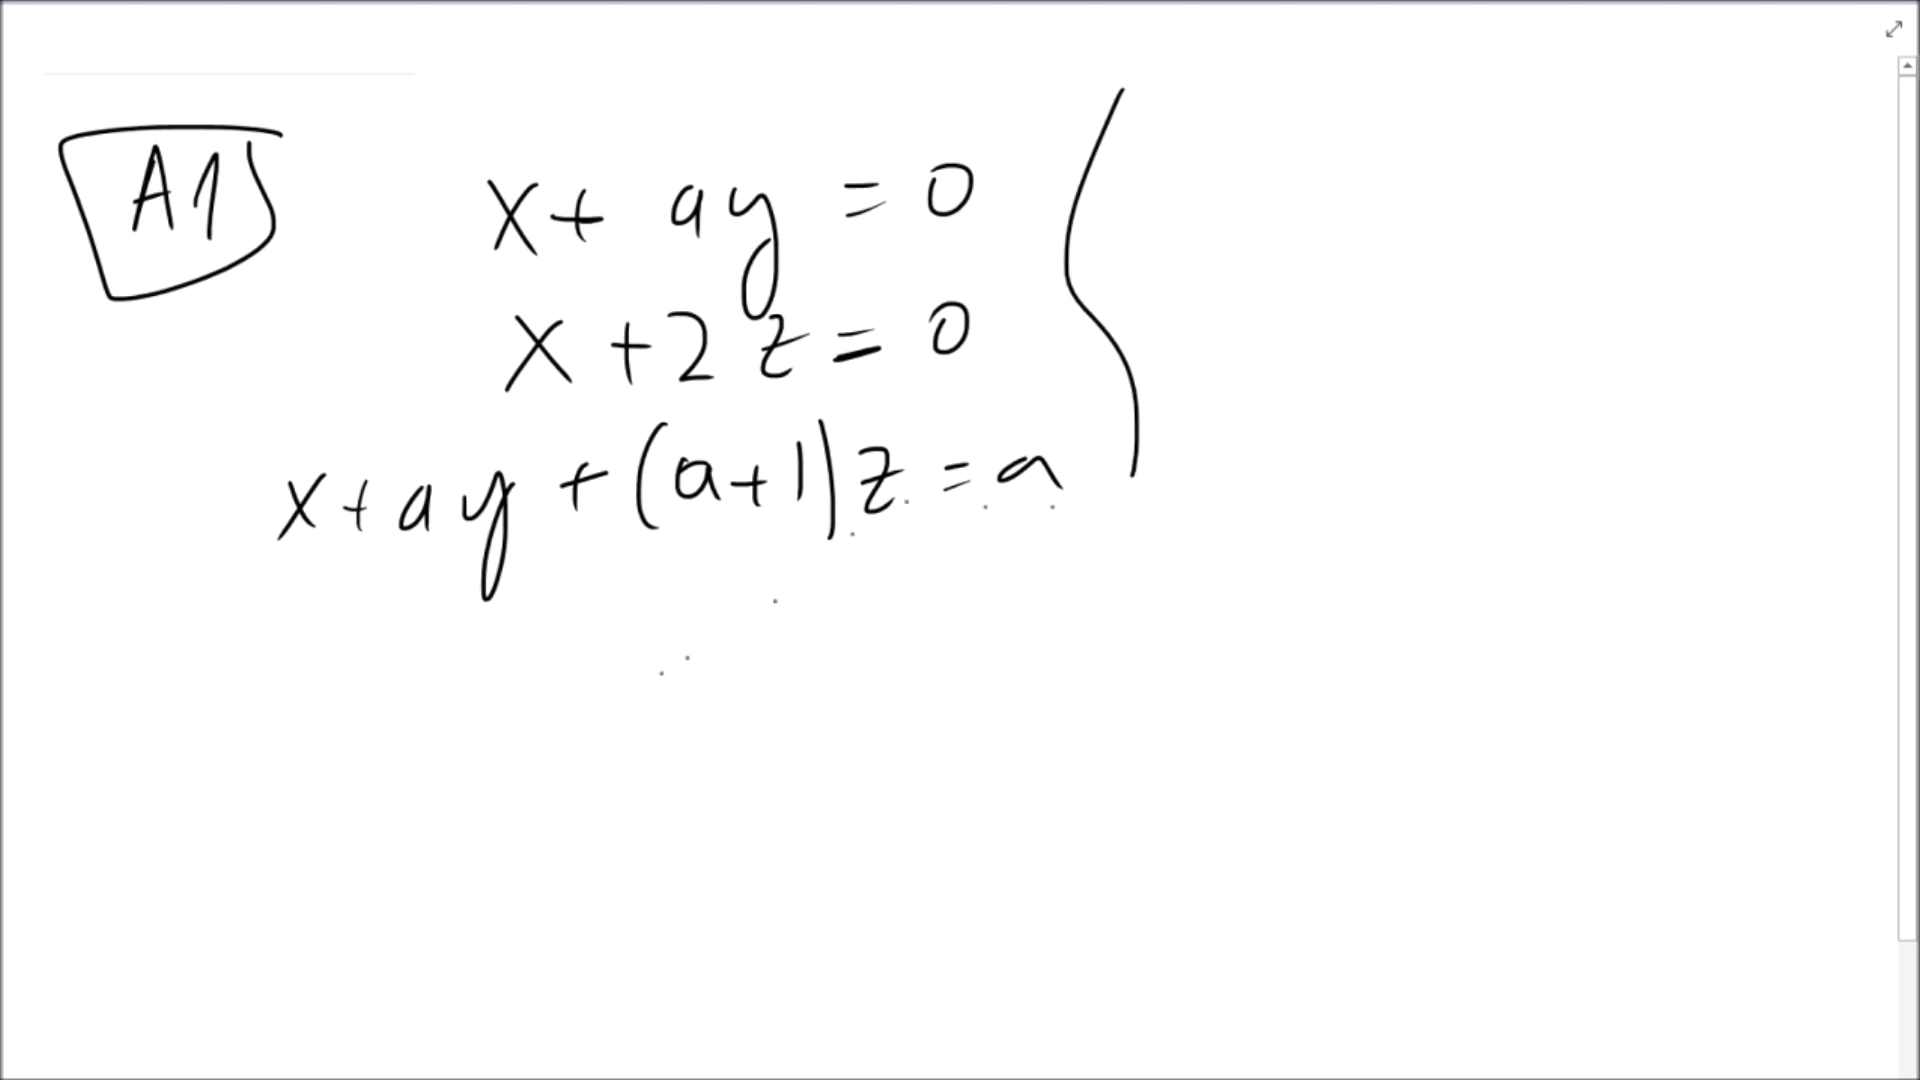 A1
x + ay = 0
x + 2z = 0
x + ay + (a+1)z = a